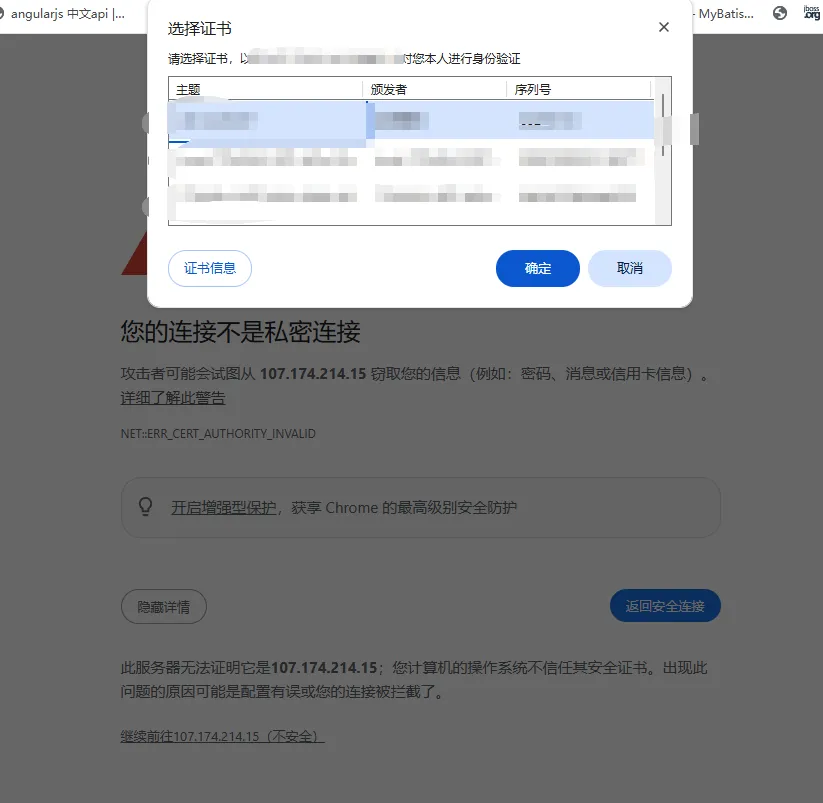 angularjs 中文api |...
- MyBatis...
jboss
.org
选择证书
请选择证书，以
对您本人进行身份验证
主题 颁发者 序列号
证书信息 确定 取消
您的连接不是私密连接
攻击者可能会试图从 107.174.214.15 窃取您的信息（例如：密码、消息或信用卡信息）。
详细了解此警告
NET::ERR_CERT_AUTHORITY_INVALID
开启增强型保护，获享 Chrome 的最高级别安全防护
隐藏详情 返回安全连接
此服务器无法证明它是107.174.214.15；您计算机的操作系统不信任其安全证书。出现此
问题的原因可能是配置有误或您的连接被拦截了。
继续前往107.174.214.15（不安全）